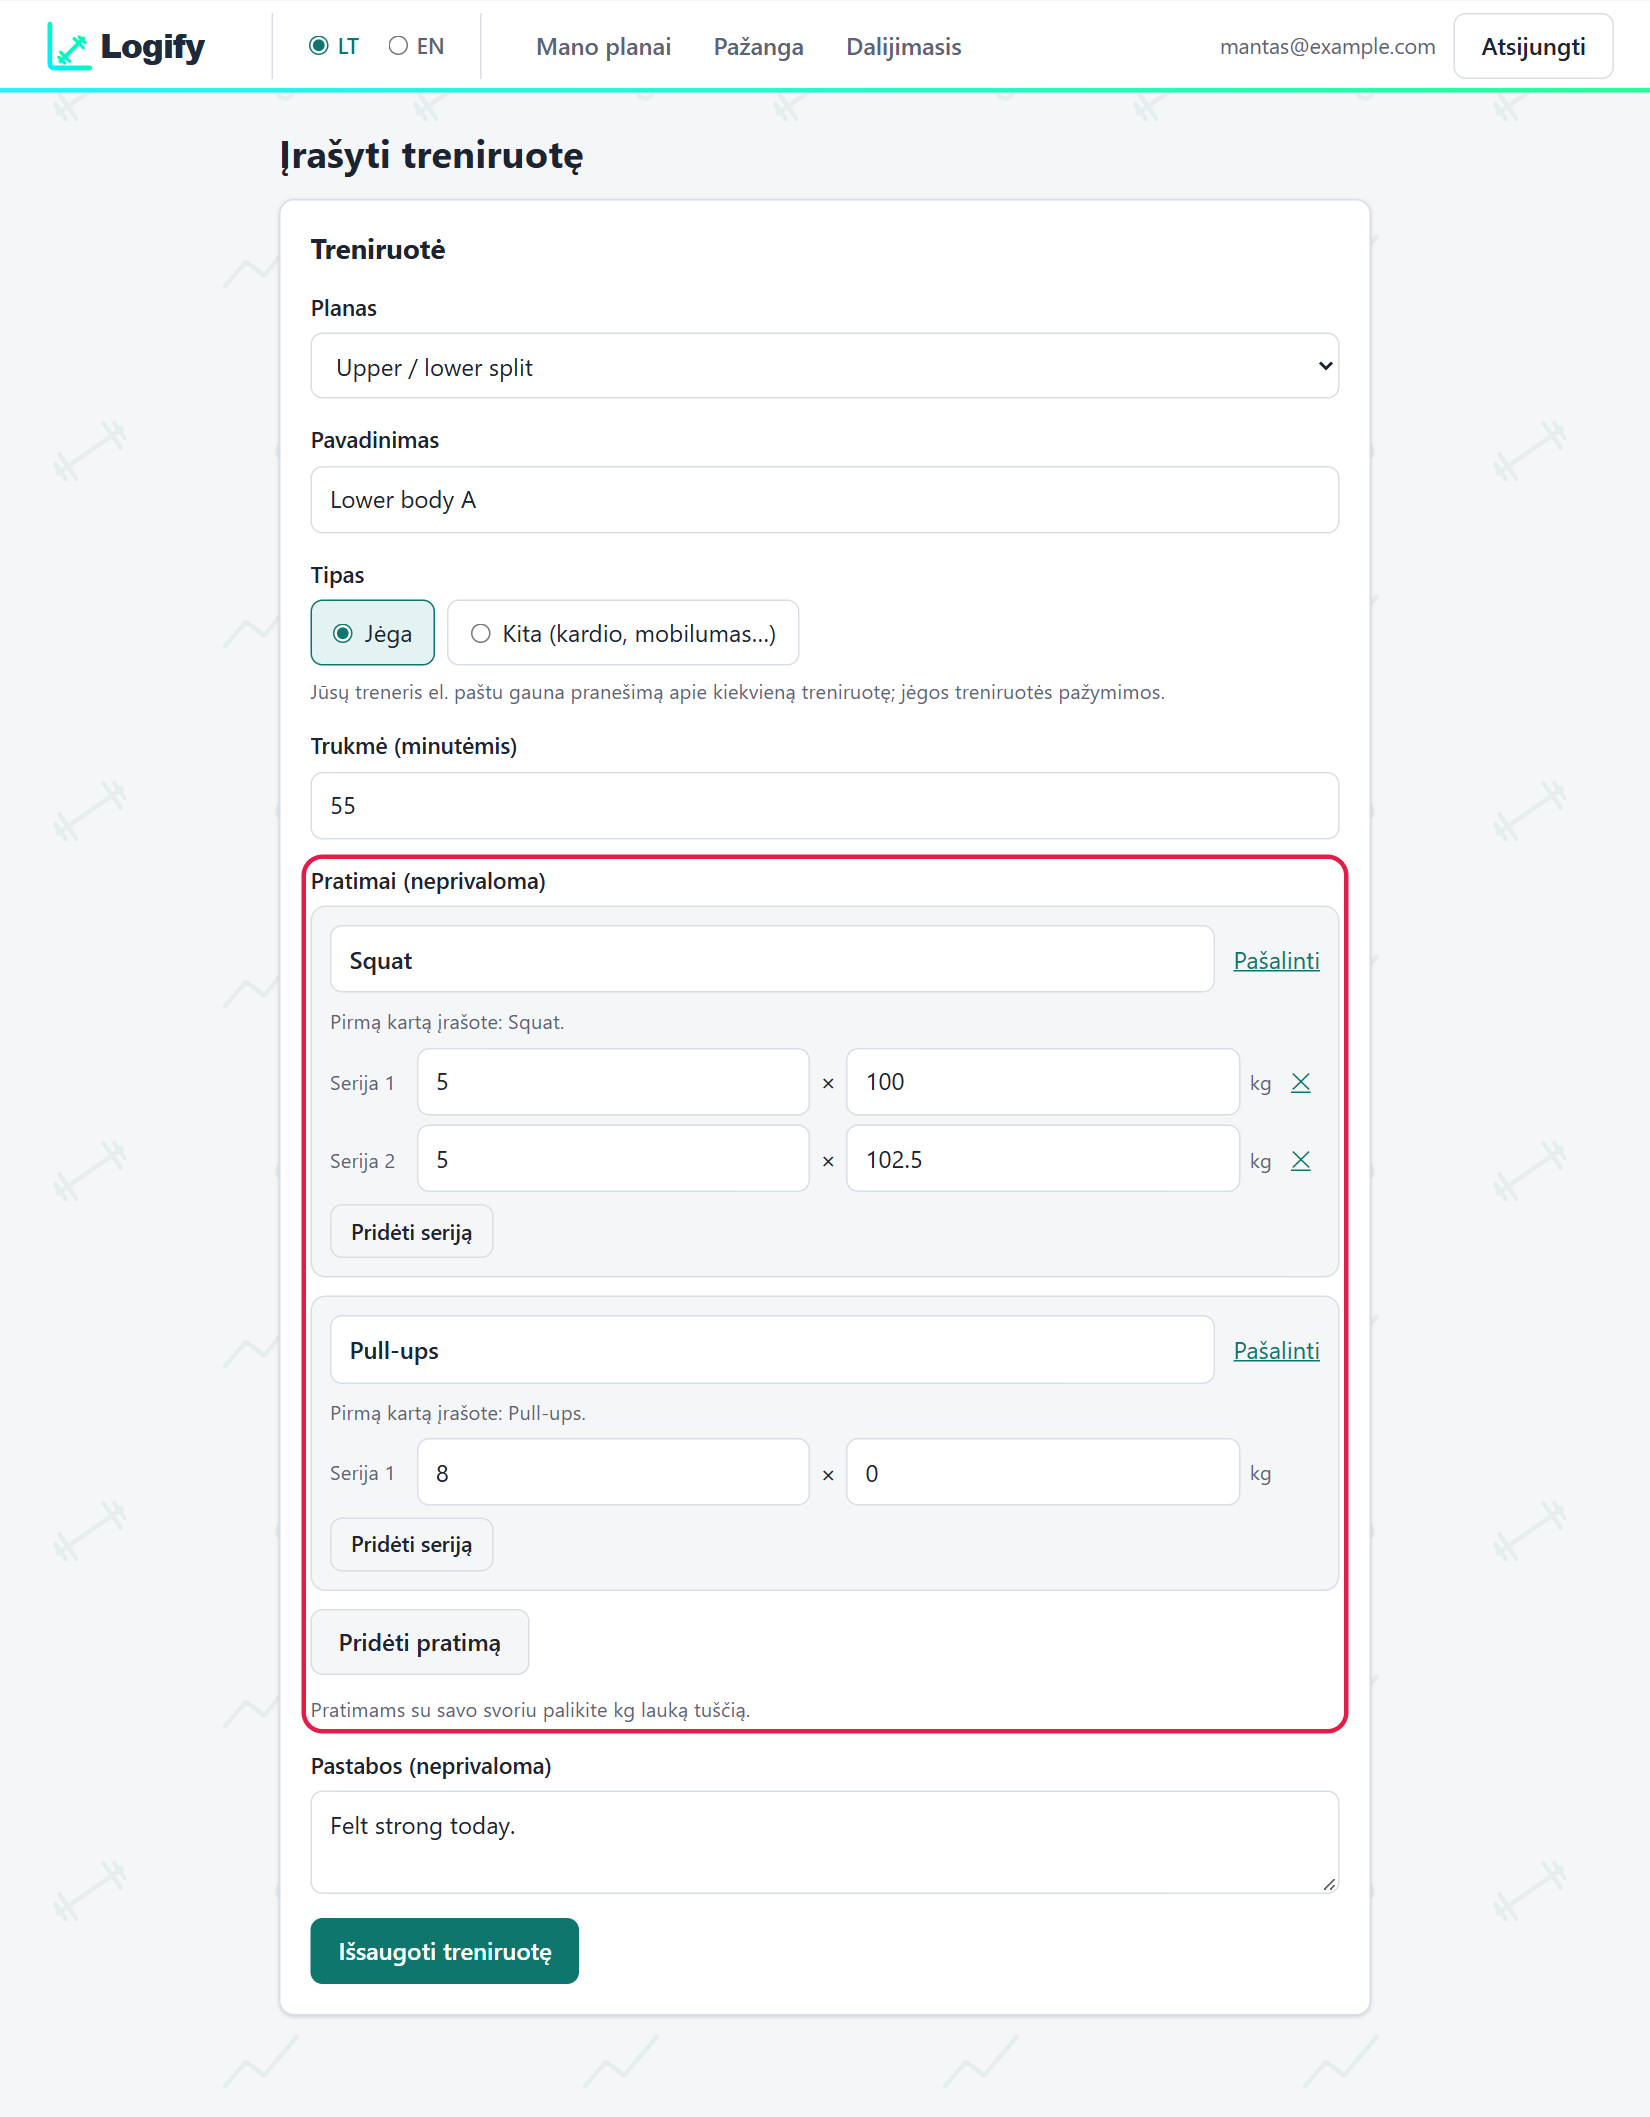 Logify
LT EN
Mano planai Pažanga Dalijimasis
mantas@example.com Atsijungti
Įrašyti treniruotę
Treniruotė
Planas
Upper / lower split
Pavadinimas
Lower body A
Tipas
Jėga Kita (kardio, mobilumas...)
Jūsų treneris el. paštu gauna pranešimą apie kiekvieną treniruotę; jėgos treniruotės pažymimos.
Trukmė (minutėmis)
55
Pratimai (neprivaloma)
Squat Pašalinti
Pirmą kartą įrašote: Squat.
Serija 1 5 × 100 kg ×
Serija 2 5 × 102.5 kg ×
Pridėti seriją
Pull-ups Pašalinti
Pirmą kartą įrašote: Pull-ups.
Serija 1 8 × 0 kg
Pridėti seriją
Pridėti pratimą
Pratimams su savo svoriu palikite kg lauką tuščią.
Pastabos (neprivaloma)
Felt strong today.
Išsaugoti treniruotę